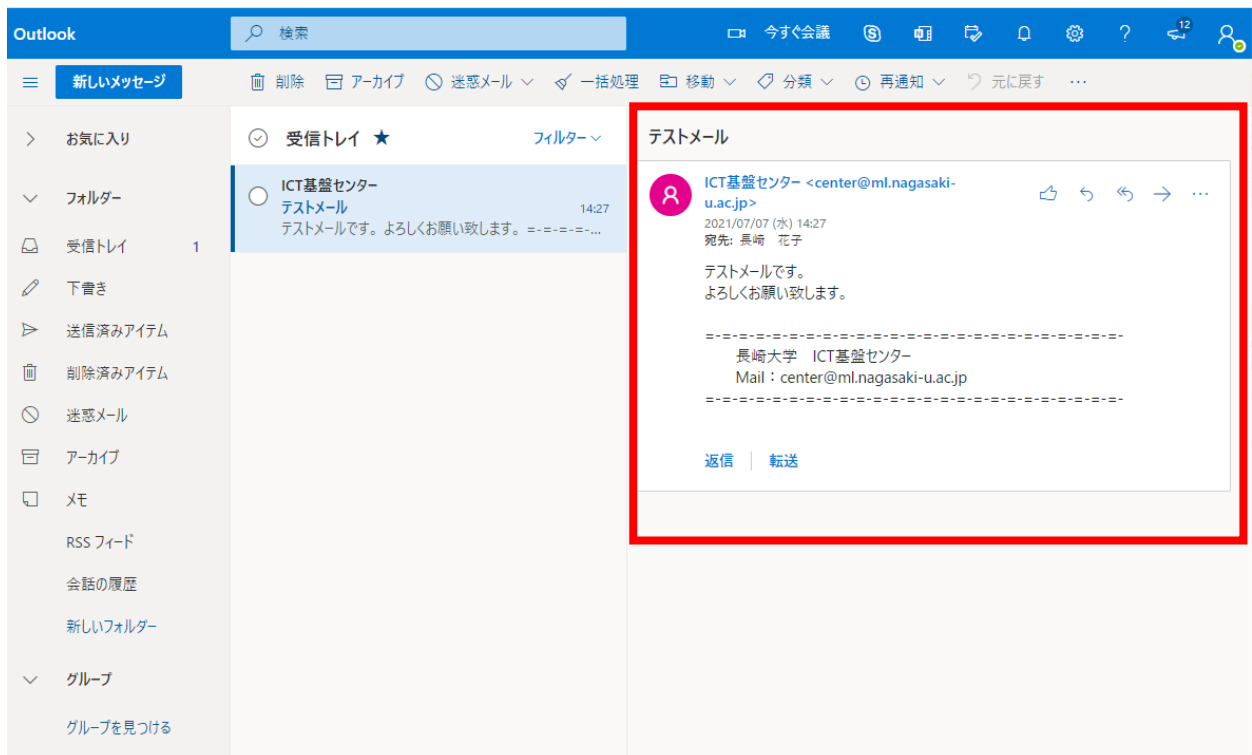 Outlook
検索
今すぐ会議
12
新しいメッセージ
削除 アーカイブ 迷惑メール 一括処理 移動 分類 再通知 元に戻す …
お気に入り
フォルダー
受信トレイ 1
下書き
送信済みアイテム
削除済みアイテム
迷惑メール
アーカイブ
メモ
RSS フィード
会話の履歴
新しいフォルダー
グループ
グループを見つける
受信トレイ ★ フィルター
ICT基盤センター
テストメール 14:27
テストメールです。よろしくお願い致します。=-=-=-=-...
テストメール
ICT基盤センター <center@ml.nagasaki-
u.ac.jp>
2021/07/07 (水) 14:27
宛先: 長崎　花子
テストメールです。
よろしくお願い致します。
=-=-=-=-=-=-=-=-=-=-=-=-=-=-=-=-=-=-=-=-=-=-=-=-=-
長崎大学　ICT基盤センター
Mail：center@ml.nagasaki-u.ac.jp
=-=-=-=-=-=-=-=-=-=-=-=-=-=-=-=-=-=-=-=-=-=-=-=-=-
返信 転送